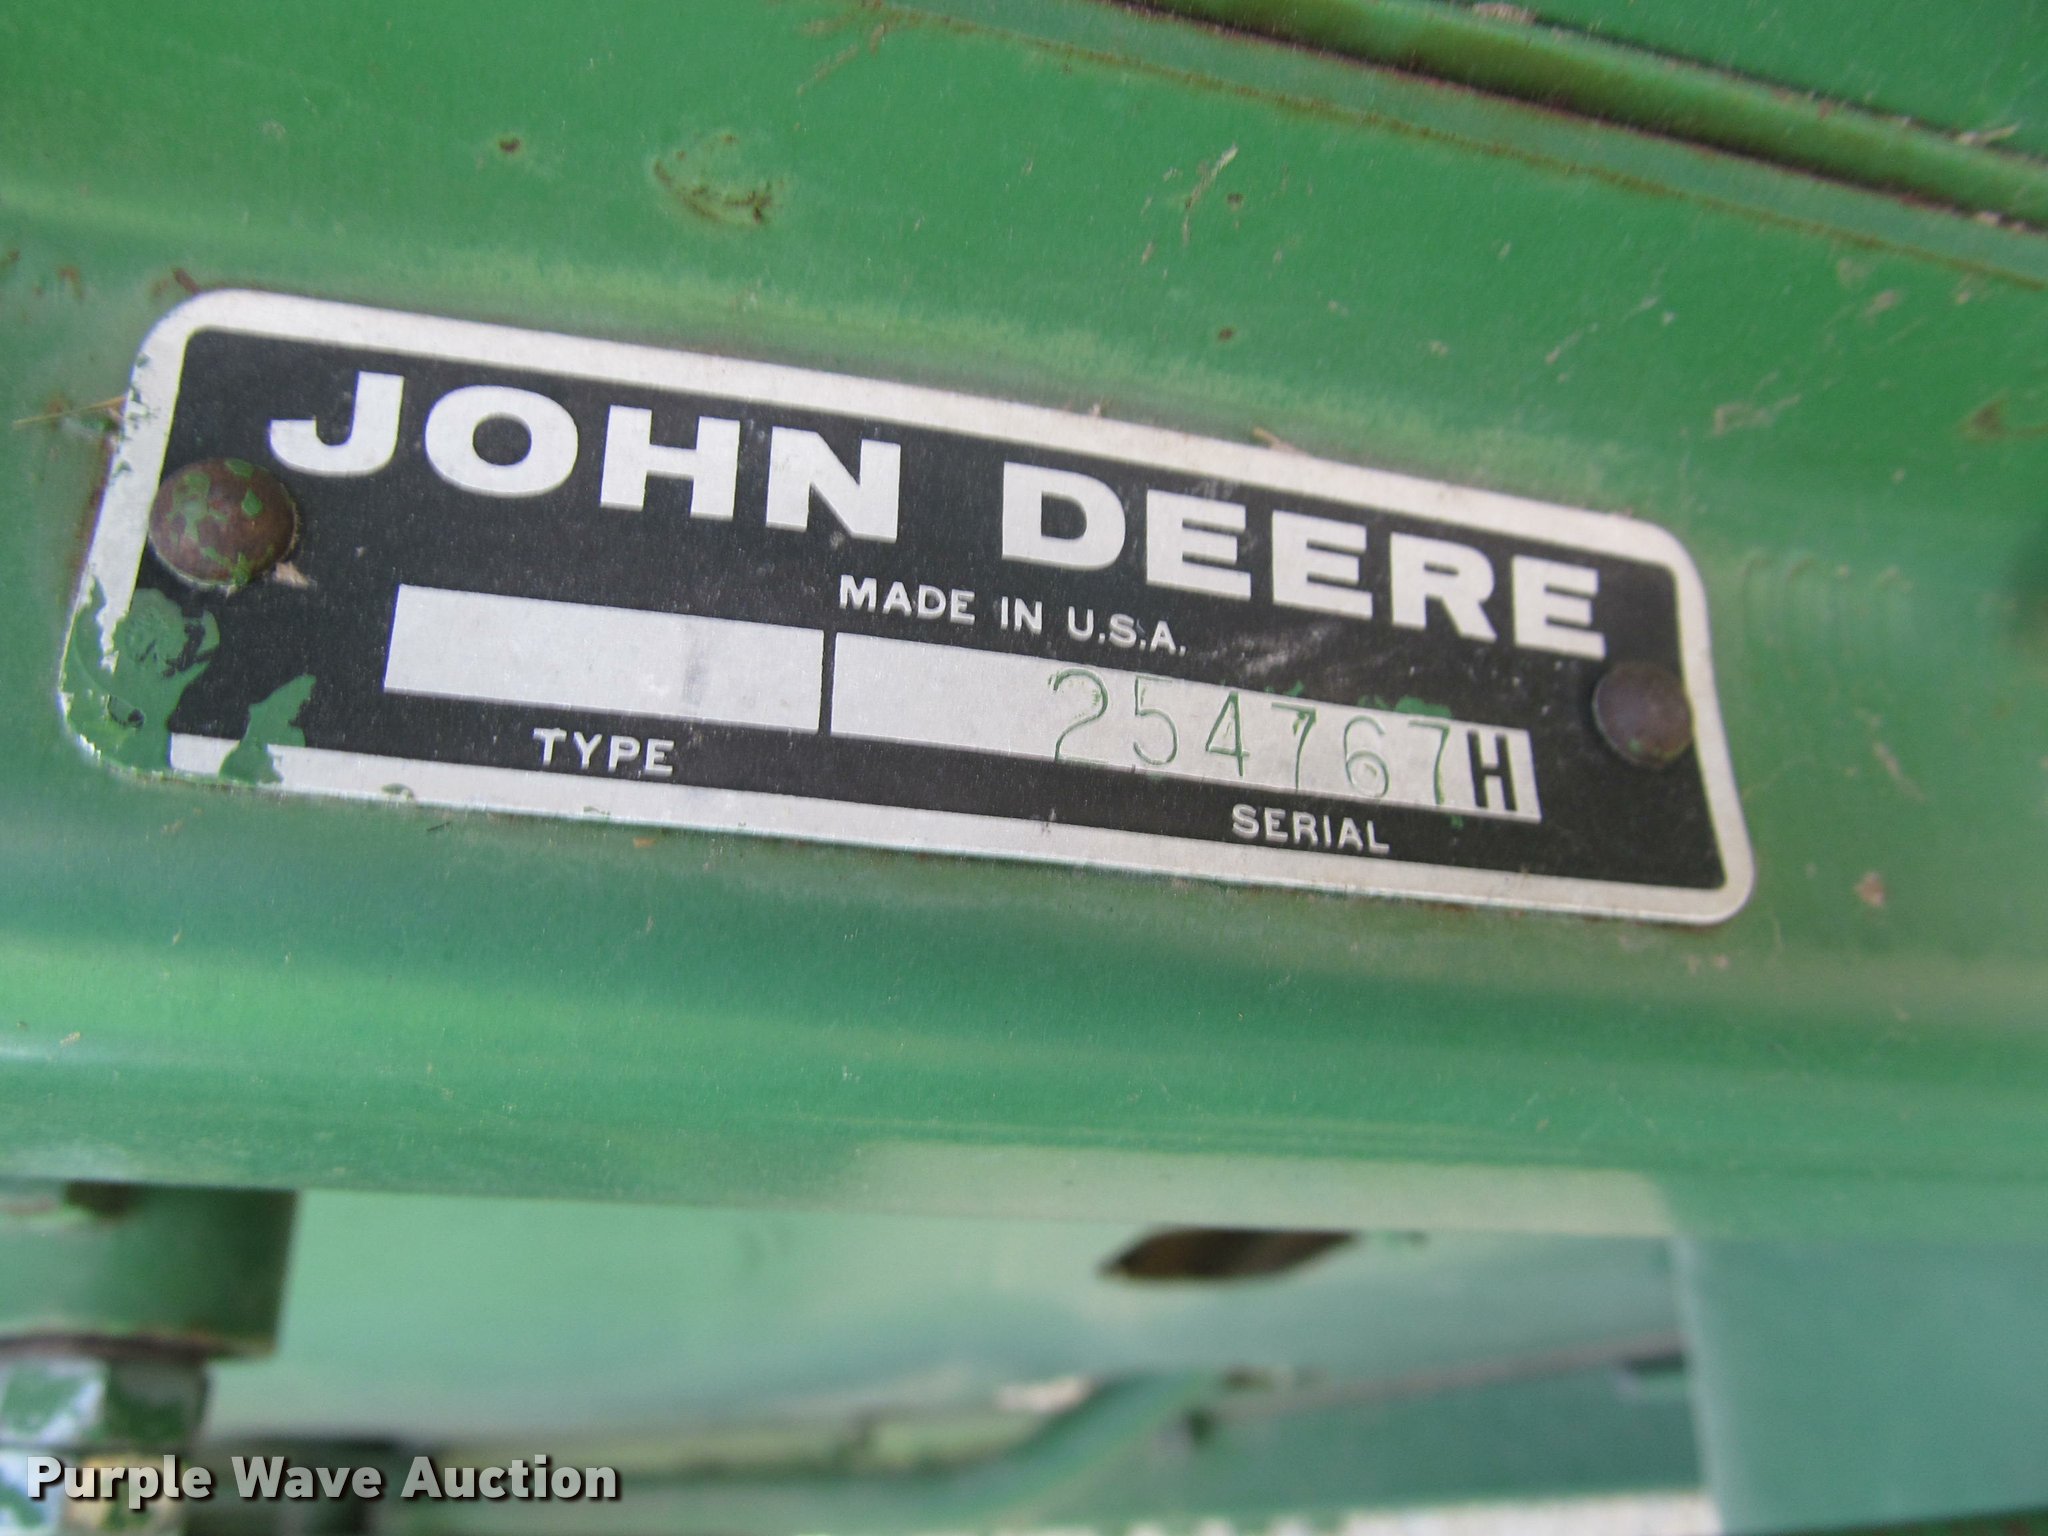 JOHN DEERE
MADE IN U.S.A.
254767H
TYPE SERIAL
Purple Wave Auction